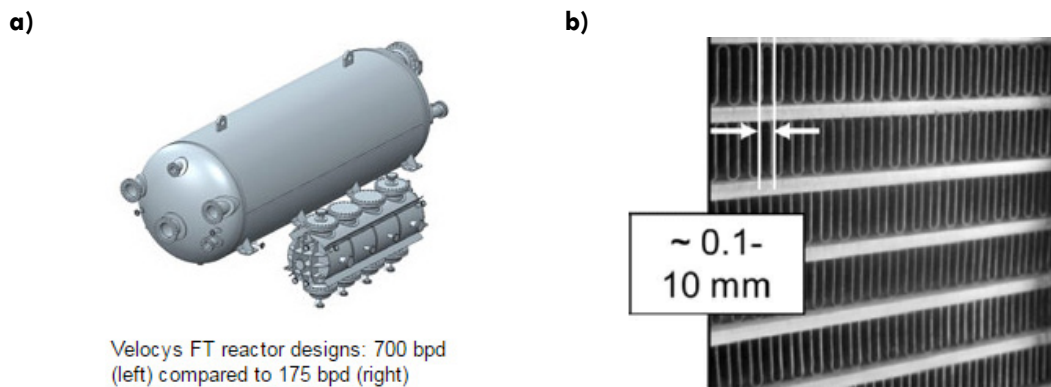 a)
b)
~ 0.1-
10 mm
Velocys FT reactor designs: 700 bpd
(left) compared to 175 bpd (right)